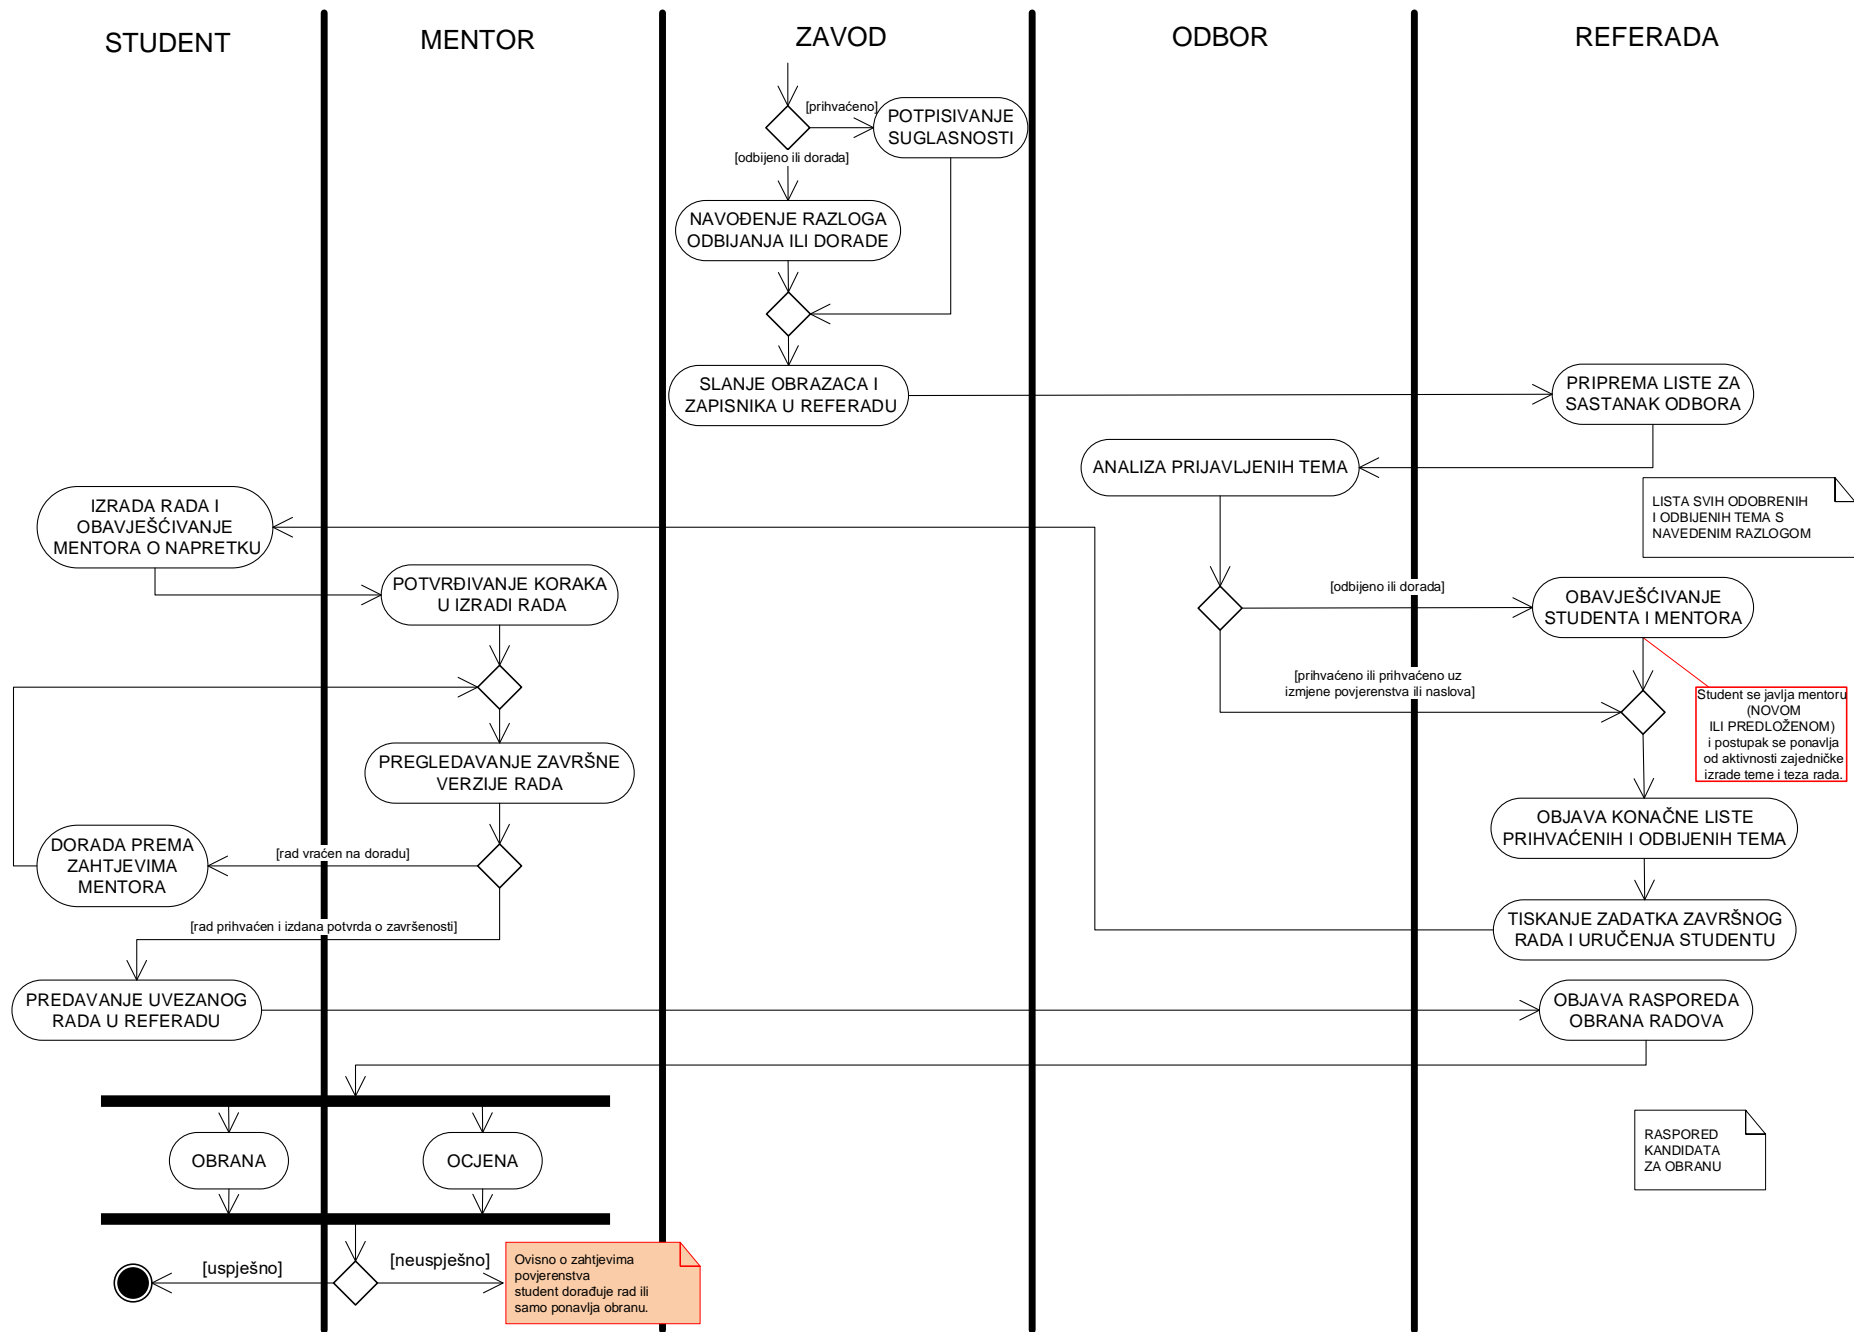 STUDENT
MENTOR
ZAVOD
ODBOR
REFERADA
[prihvaćeno]
POTPISIVANJE
SUGLASNOSTI
[odbijeno ili dorada]
NAVOĐENJE RAZLOGA
ODBIJANJA ILI DORADE
SLANJE OBRAZACA I
ZAPISNIKA U REFERADU
PRIPREMA LISTE ZA
SASTANAK ODBORA
ANALIZA PRIJAVLJENIH TEMA
LISTA SVIH ODOBRENIH
I ODBIJENIH TEMA S
NAVEDENIM RAZLOGOM
IZRADA RADA I
OBAVJEŠĆIVANJE
MENTORA O NAPRETKU
POTVRĐIVANJE KORAKA
U IZRADI RADA
[odbijeno ili dorada]
OBAVJEŠĆIVANJE
STUDENTA I MENTORA
[prihvaćeno ili prihvaćeno uz
izmjene povjerenstva ili naslova]
Student se javlja mentoru
(NOVOM
ILI PREDLOŽENOM)
i postupak se ponavlja
od aktivnosti zajedničke
izrade teme i teza rada.
PREGLEDAVANJE ZAVRŠNE
VERZIJE RADA
OBJAVA KONAČNE LISTE
PRIHVAĆENIH I ODBIJENIH TEMA
DORADA PREMA
ZAHTJEVIMA
MENTORA
[rad vraćen na doradu]
[rad prihvaćen i izdana potvrda o završenosti]
TISKANJE ZADATKA ZAVRŠNOG
RADA I URUČENJA STUDENTU
PREDAVANJE UVEZANOG
RADA U REFERADU
OBJAVA RASPOREDA
OBRANA RADOVA
OBRANA
OCJENA
RASPORED
KANDIDATA
ZA OBRANU
[uspješno]
[neuspješno]
Ovisno o zahtjevima
povjerenstva
student dorađuje rad ili
samo ponavlja obranu.